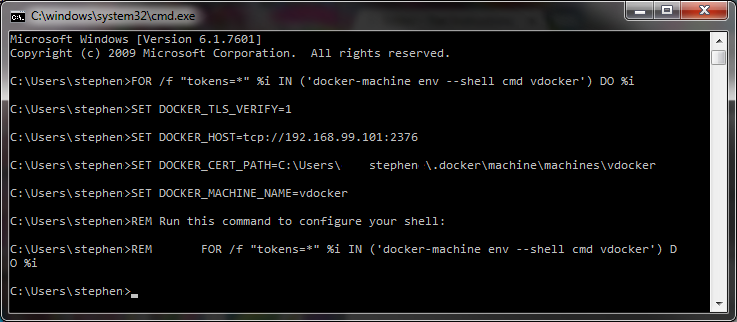 C:\windows\system32\cmd.exe
Microsoft Windows [Version 6.1.7601]
Copyright (c) 2009 Microsoft Corporation.  All rights reserved.
C:\Users\stephen>FOR /f "tokens=*" %i IN ('docker-machine env --shell cmd vdocker') DO %i
C:\Users\stephen>SET DOCKER_TLS_VERIFY=1
C:\Users\stephen>SET DOCKER_HOST=tcp://192.168.99.101:2376
C:\Users\stephen>SET DOCKER_CERT_PATH=C:\Users\    stephen \.docker\machine\machines\vdocker
C:\Users\stephen>SET DOCKER_MACHINE_NAME=vdocker
C:\Users\stephen>REM Run this command to configure your shell:
C:\Users\stephen>REM       FOR /f "tokens=*" %i IN ('docker-machine env --shell cmd vdocker') D
O %i
C:\Users\stephen>